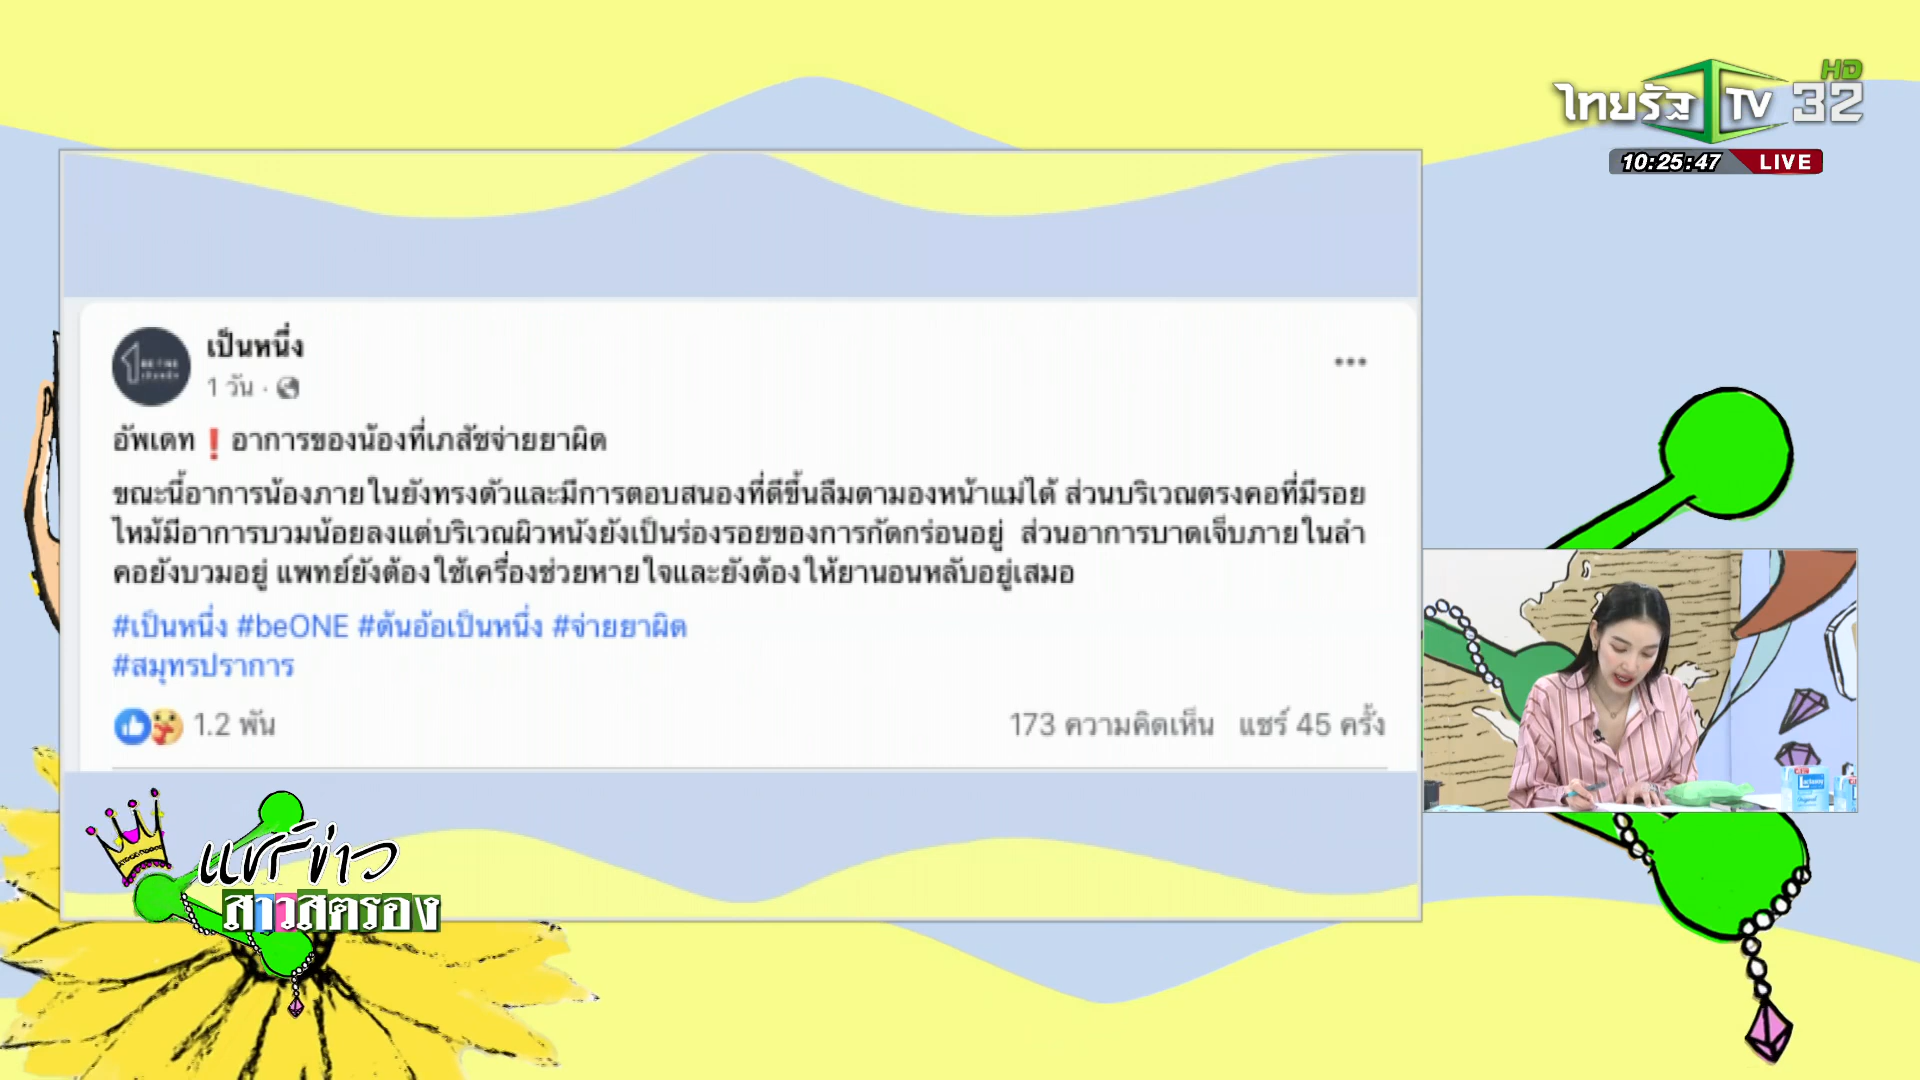 ไทยรัฐ TV HD 32
10:25:47 LIVE
เป็นหนึ่ง
1 วัน ·
อัพเดท❗อาการของน้องที่เภสัชจ่ายยาผิด
ขณะนี้อาการน้องภายในยังทรงตัวและมีการตอบสนองที่ดีขึ้นลืมตามองหน้าแม่ได้ ส่วนบริเวณตรงคอที่มีรอย
ไหม้มีอาการบวมน้อยลงแต่บริเวณผิวหนังยังเป็นร่องรอยของการกัดกร่อนอยู่ ส่วนอาการบาดเจ็บภายในลำ
คอยังบวมอยู่ แพทย์ยังต้องใช้เครื่องช่วยหายใจและยังต้องให้ยานอนหลับอยู่เสมอ
#เป็นหนึ่ง #beONE #ต้นอ้อเป็นหนึ่ง #จ่ายยาผิด
#สมุทรปราการ
1.2 พัน
173 ความคิดเห็น แชร์ 45 ครั้ง
แชร์ข่าว
สาวสตรอง